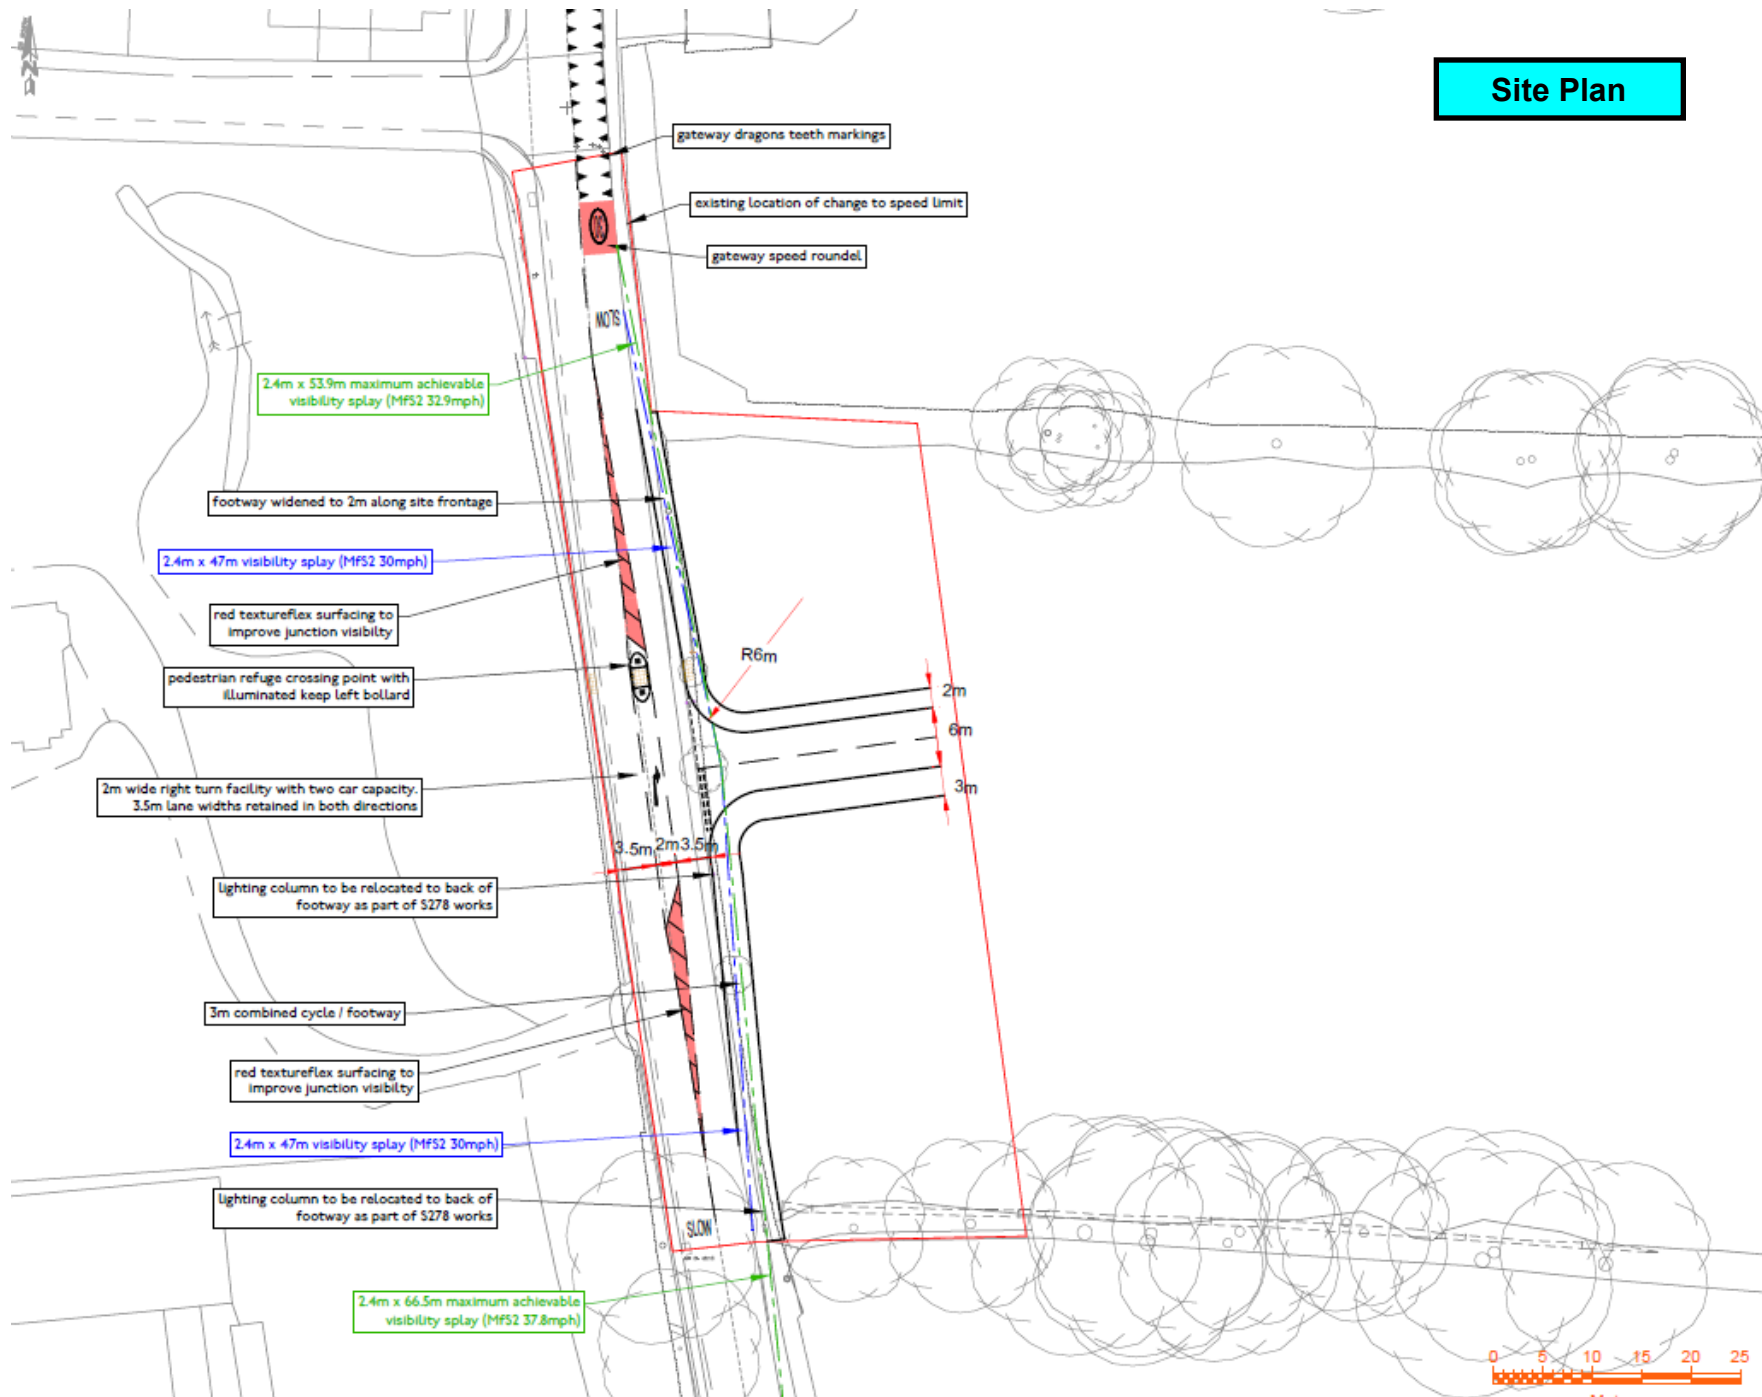 Site Plan
gateway dragons teeth markings
existing location of change to speed limit
30
gateway speed roundel
SLOW
2.4m x 53.9m maximum achievable
visibility splay (MfS2 32.9mph)
footway widened to 2m along site frontage
2.4m x 47m visibility splay (MfS2 30mph)
red textureflex surfacing to
improve junction visibilty
R6m
pedestrian refuge crossing point with
illuminated keep left bollard
2m
6m
3m
2m wide right turn facility with two car capacity.
3.5m lane widths retained in both directions
3.5m 2m 3.5m
lighting column to be relocated to back of
footway as part of S278 works
3m combined cycle / footway
red textureflex surfacing to
improve junction visibilty
2.4m x 47m visibility splay (MfS2 30mph)
lighting column to be relocated to back of
footway as part of S278 works
SLOW
2.4m x 66.5m maximum achievable
visibility splay (MfS2 37.8mph)
0 5 10 15 20 25